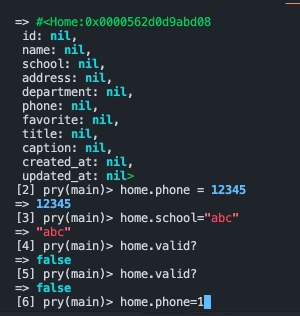 => #<Home:0x0000562d0d9abd08
id: nil,
name: nil,
school: nil,
address: nil,
department: nil,
phone: nil,
favorite: nil,
title: nil,
caption: nil,
created_at: nil,
updated_at: nil>
[2] pry(main)> home.phone = 12345
=> 12345
[3] pry(main)> home.school="abc"
=> "abc"
[4] pry(main)> home.valid?
=> false
[5] pry(main)> home.valid?
=> false
[6] pry(main)> home.phone=1